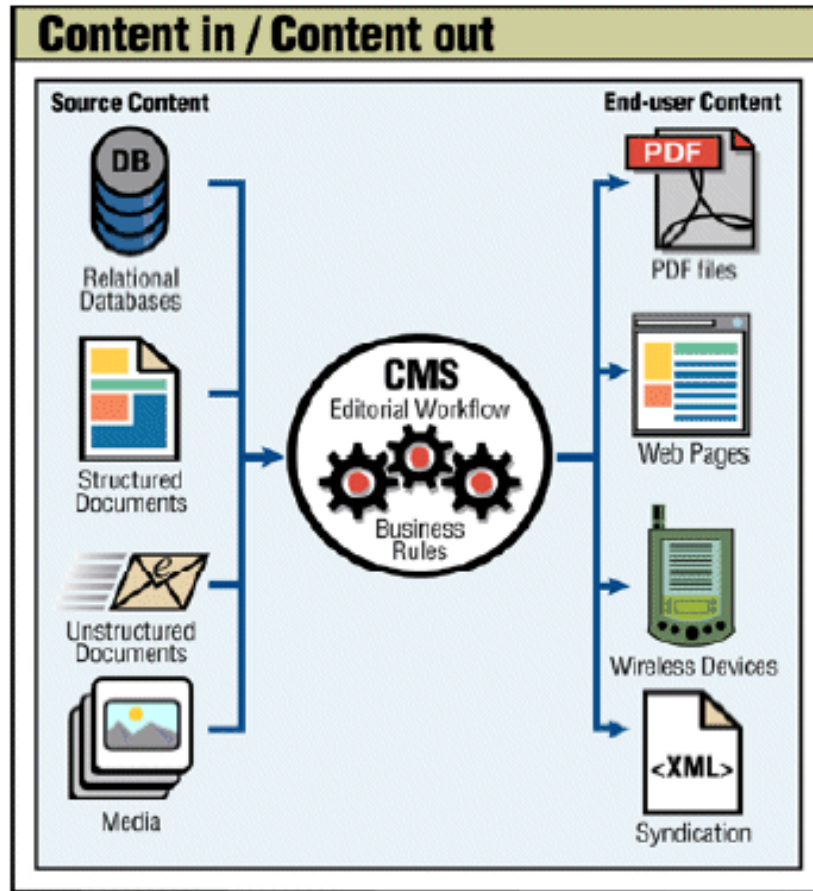 Content in / Content out
Source Content
DB
Relational
Databases
Structured
Documents
e
Unstructured
Documents
Media
CMS
Editorial Workflow
Business
Rules
End-user Content
PDF
PDF files
Web Pages
Wireless Devices
<XML>
Syndication